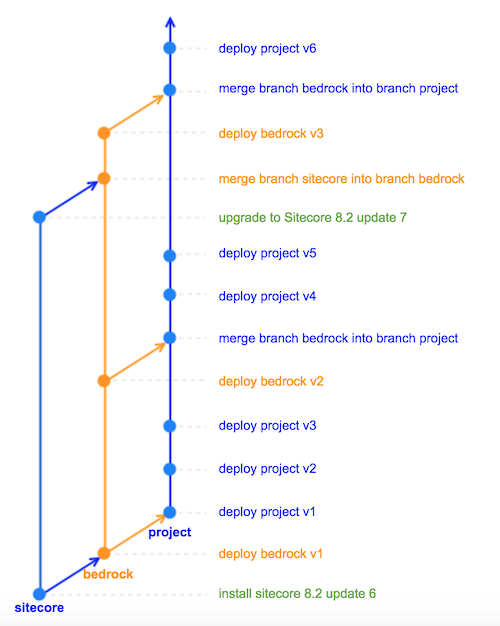 deploy project v6
merge branch bedrock into branch project
deploy bedrock v3
merge branch sitecore into branch bedrock
upgrade to Sitecore 8.2 update 7
deploy project v5
deploy project v4
merge branch bedrock into branch project
deploy bedrock v2
deploy project v3
deploy project v2
deploy project v1
project
deploy bedrock v1
bedrock
install sitecore 8.2 update 6
sitecore